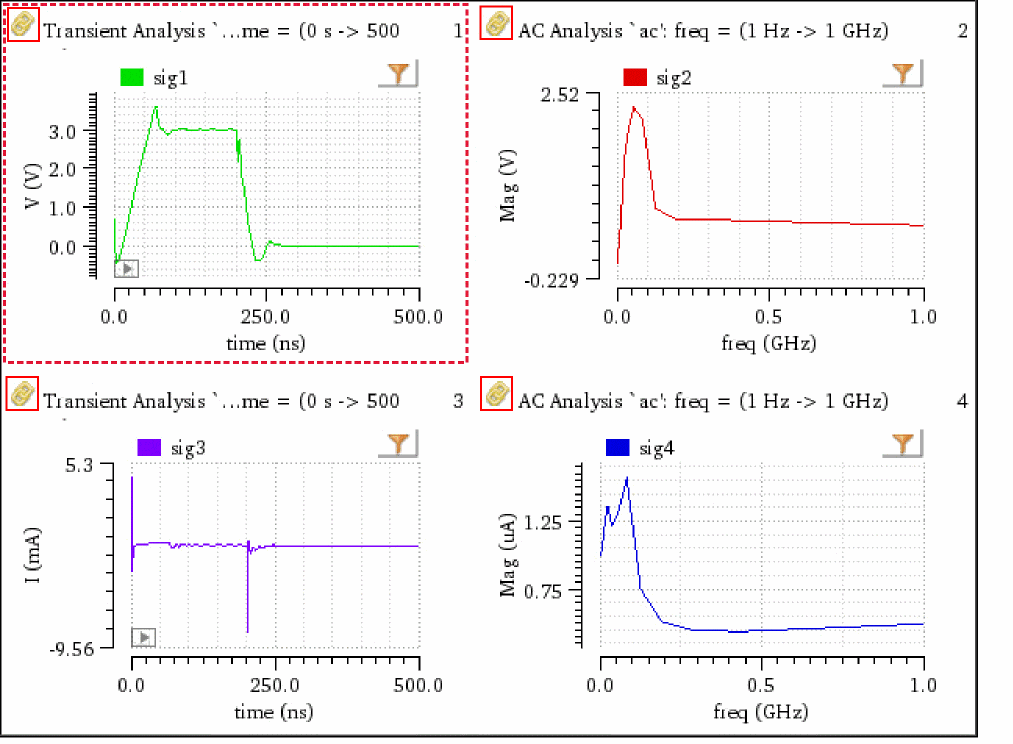 Transient Analysis `...me = (0 s -> 500 1
sig1
V (V)
3.0
2.0
1.0
0.0
0.0 250.0 500.0
time (ns)
AC Analysis `ac': freq = (1 Hz -> 1 GHz) 2
sig2
Mag (V)
2.52
-0.229
0.0 0.5 1.0
freq (GHz)
Transient Analysis `...me = (0 s -> 500 3
sig3
I (mA)
5.3
-9.56
0.0 250.0 500.0
time (ns)
AC Analysis `ac': freq = (1 Hz -> 1 GHz) 4
sig4
Mag (uA)
1.25
0.75
0.0 0.5 1.0
freq (GHz)